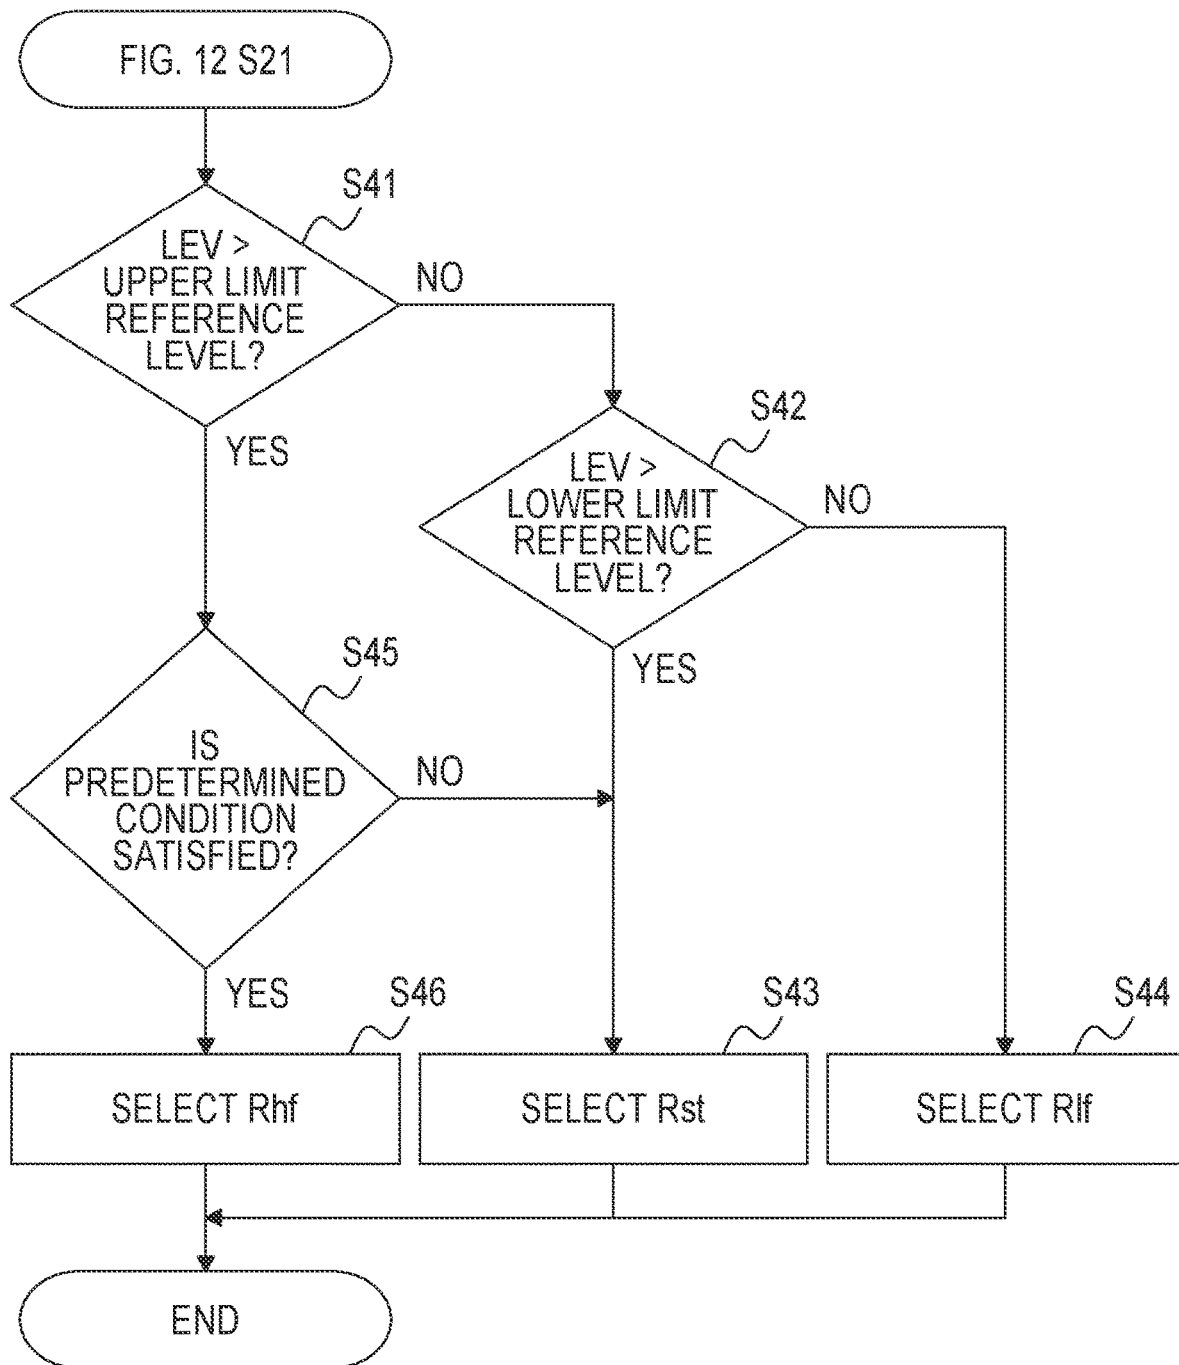 FIG. 12 S21
S41
LEV >
UPPER LIMIT
REFERENCE
LEVEL?
NO
YES
S42
LEV >
LOWER LIMIT
REFERENCE
LEVEL?
NO
YES
S45
IS
PREDETERMINED
CONDITION
SATISFIED?
NO
YES
S46
SELECT Rhf
S43
SELECT Rst
S44
SELECT Rlf
END